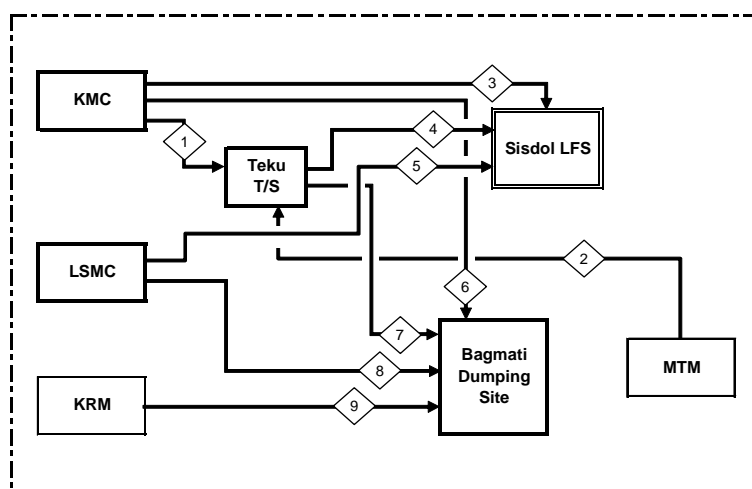 3
KMC
4
Sisdol LFS
1
Teku
T/S
5
2
LSMC
6
7
Bagmati
Dumping
Site
8
MTM
KRM
9